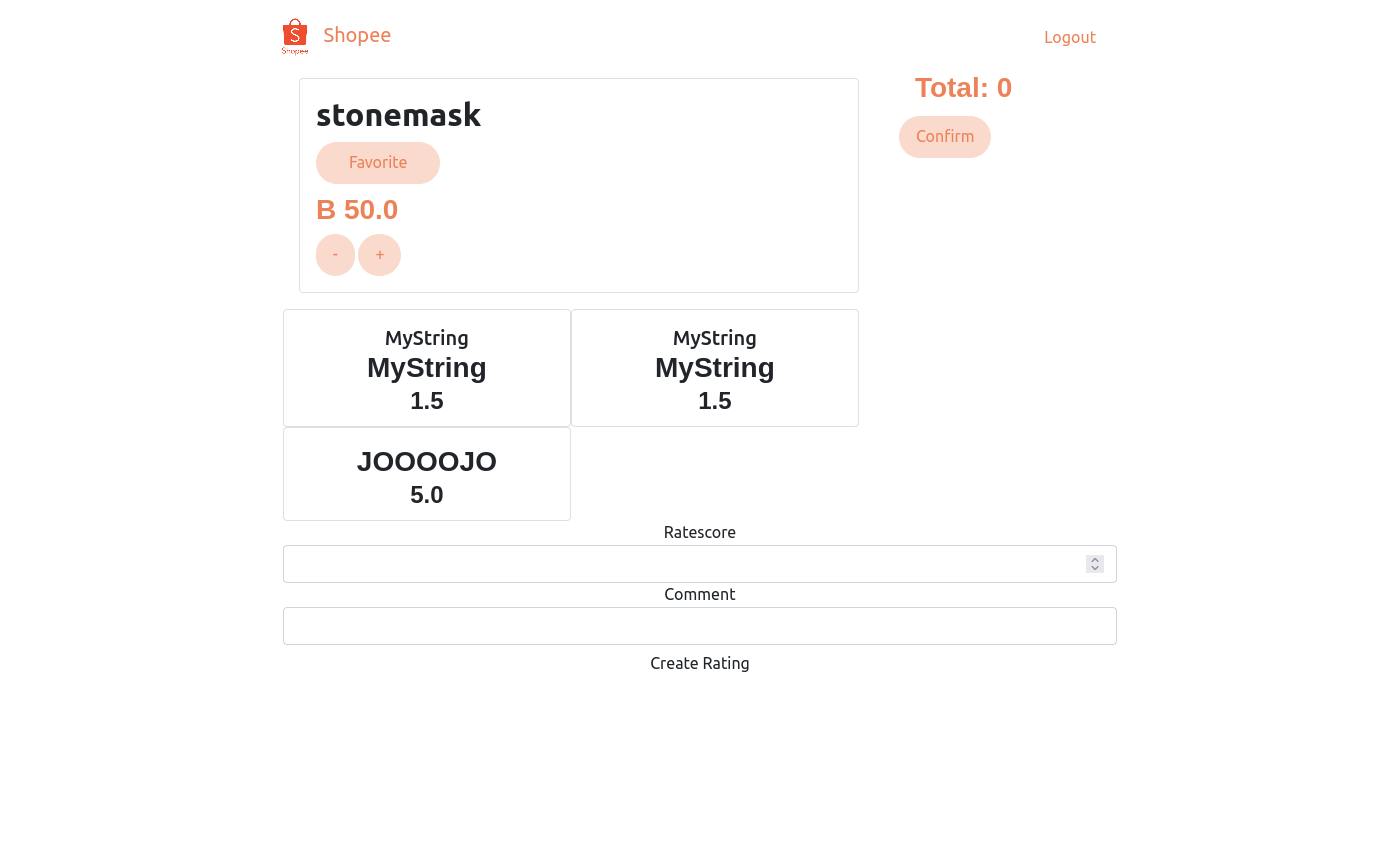 Shopee
Shopee
Logout
Total: 0
Confirm
stonemask
Favorite
B 50.0
-
+
MyString
MyString
1.5
MyString
MyString
1.5
JOOOOJO
5.0
Ratescore
Comment
Create Rating